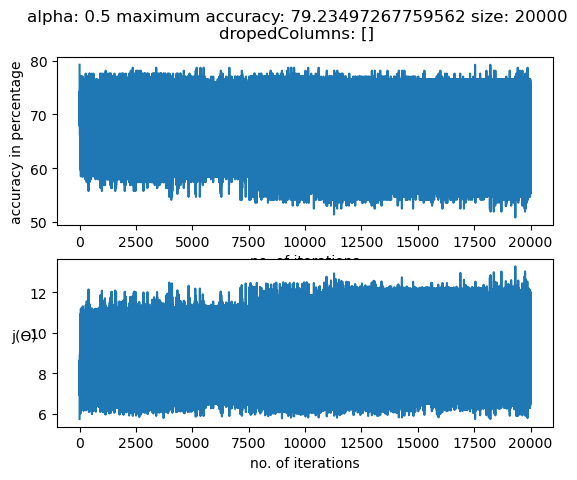 alpha: 0.5 maximum accuracy: 79.23497267759562 size: 20000
dropedColumns: []
accuracy in percentage
80
70
60
50
0 2500 5000 7500 10000 12500 15000 17500 20000
no. of iterations
j(Θ)
12
10
8
6
0 2500 5000 7500 10000 12500 15000 17500 20000
no. of iterations